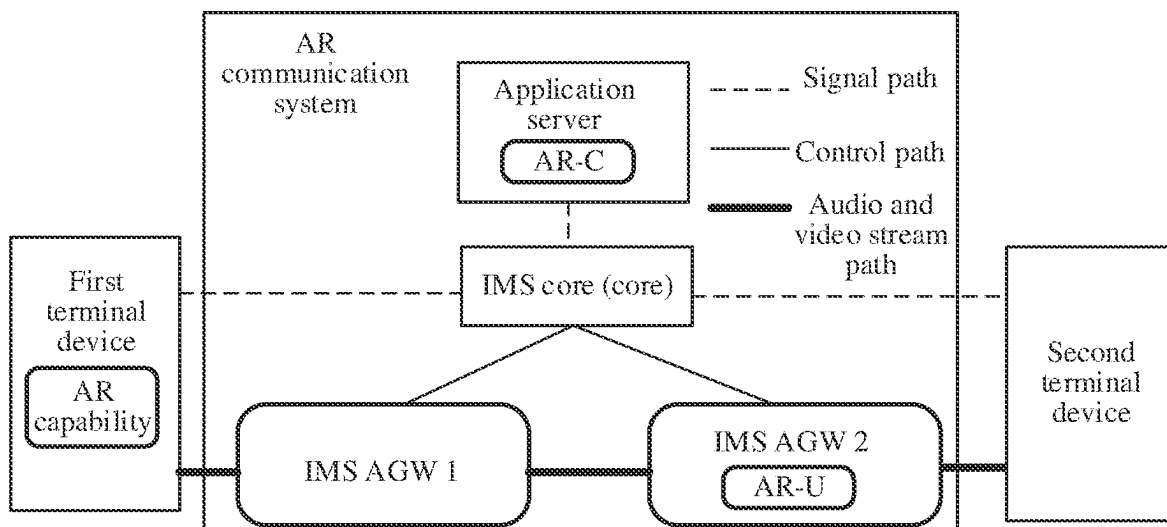 AR
communication
system
Application
server
AR-C
Signal path
Control path
Audio and
video stream
path
First
terminal
device
AR
capability
IMS core (core)
Second
terminal
device
IMS AGW 1
IMS AGW 2
AR-U